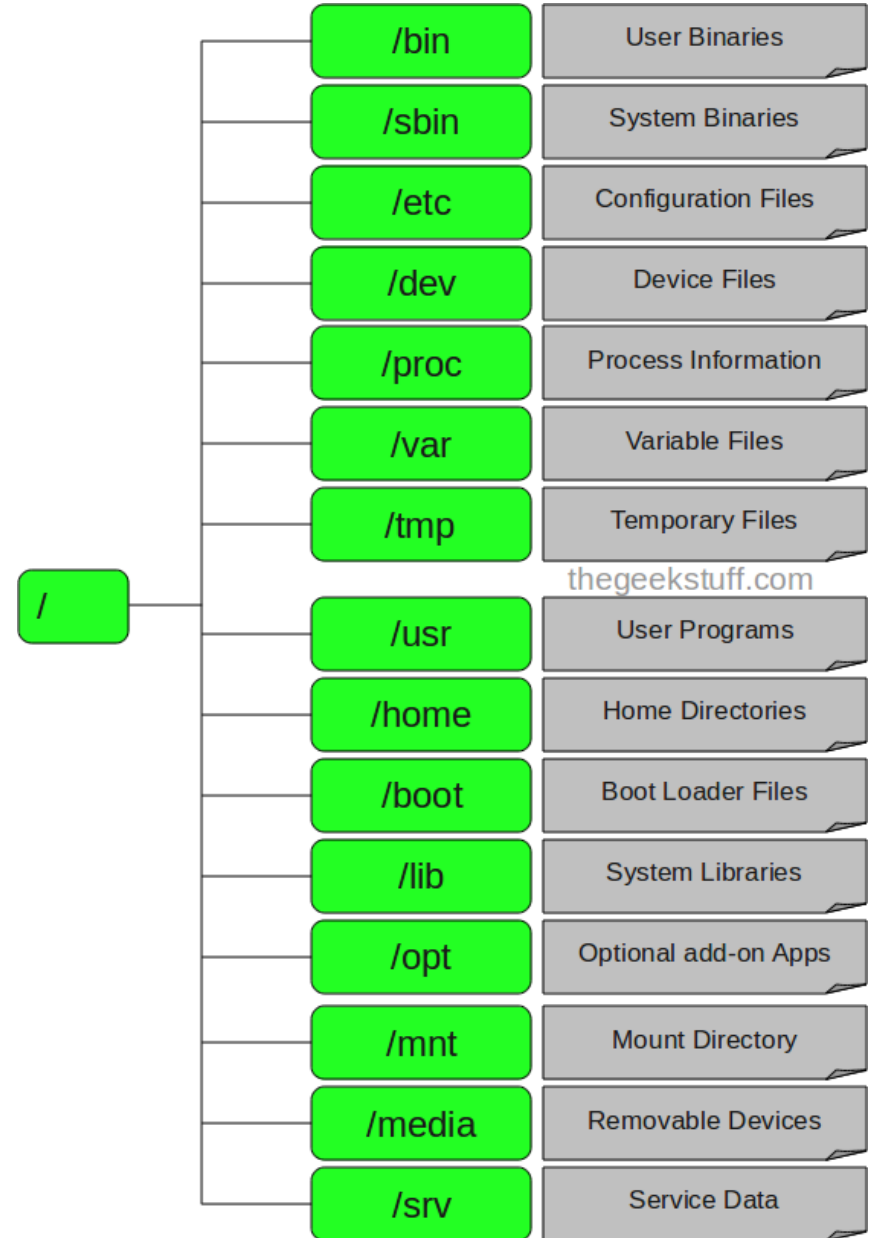 /bin
User Binaries
/sbin
System Binaries
/etc
Configuration Files
/dev
Device Files
/proc
Process Information
/var
Variable Files
/tmp
Temporary Files
thegeekstuff.com
/
/usr
User Programs
/home
Home Directories
/boot
Boot Loader Files
/lib
System Libraries
/opt
Optional add-on Apps
/mnt
Mount Directory
/media
Removable Devices
/srv
Service Data